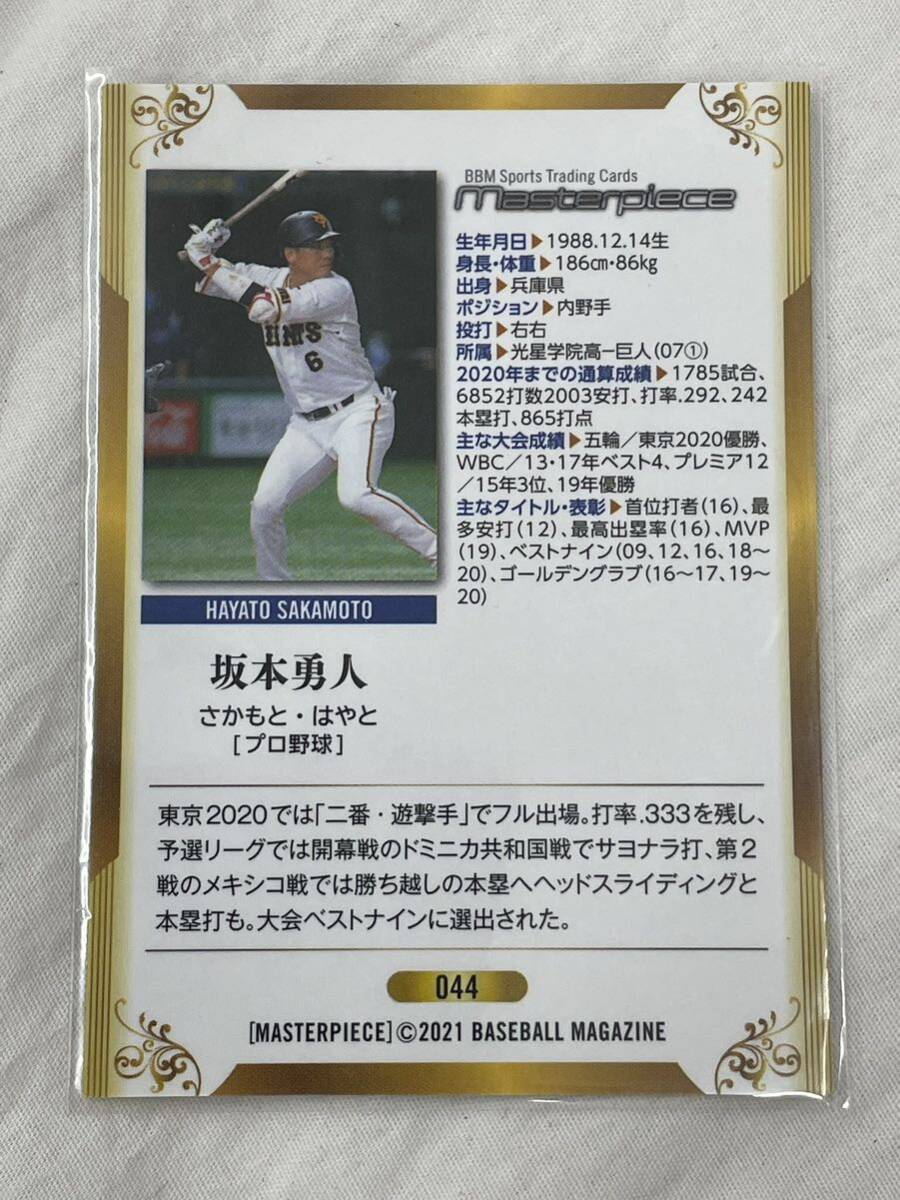 BBM Sports Trading Cards
Masterpiece
生年月日▶1988.12.14生
身長・体重▶186㎝・86㎏
出身▶兵庫県
ポジション▶内野手
投打▶右右
所属▶光星学院高−巨人(07①)
2020年までの通算成績▶1785試合、
6852打数2003安打、打率.292、242
本塁打、865打点
主な大会成績▶五輪／東京2020優勝、
WBC／13・17年ベスト4、プレミア12
／15年3位、19年優勝
主なタイトル・表彰▶首位打者(16)、最
多安打(12)、最高出塁率(16)、MVP
(19)、ベストナイン(09、12、16、18〜
20)、ゴールデングラブ(16〜17、19〜
20)
6
HAYATO SAKAMOTO
坂本勇人
さかもと・はやと
[プロ野球]
東京2020では「二番・遊撃手」でフル出場。打率.333を残し、
予選リーグでは開幕戦のドミニカ共和国戦でサヨナラ打、第2
戦のメキシコ戦では勝ち越しの本塁へヘッドスライディングと
本塁打も。大会ベストナインに選出された。
044
[MASTERPIECE]©2021 BASEBALL MAGAZINE